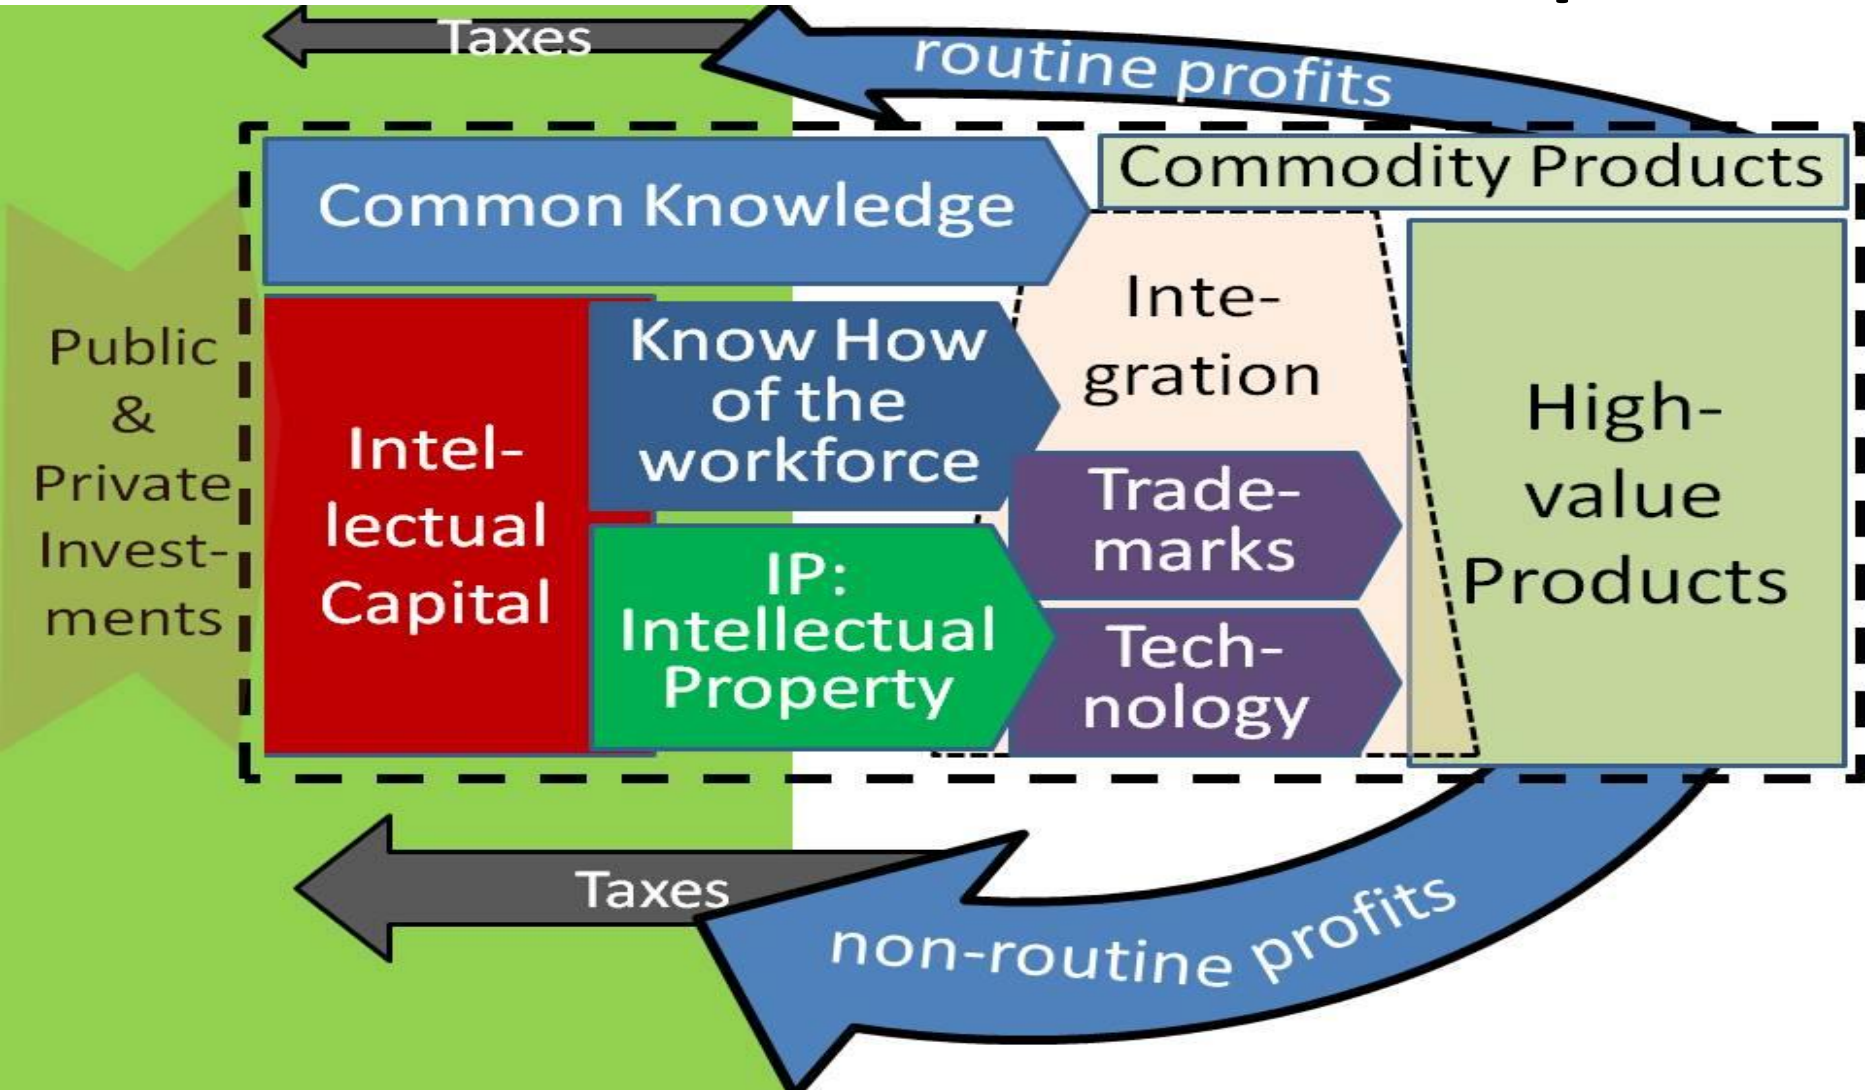 Taxes
routine profits
Commodity Products
Common Knowledge
Public
&
Private
Invest-
ments
Intel-
lectual
Capital
Know How
of the
workforce
IP:
Intellectual
Property
Inte-
gration
Trade-
marks
Tech-
nology
High-
value
Products
Taxes
non-routine profits